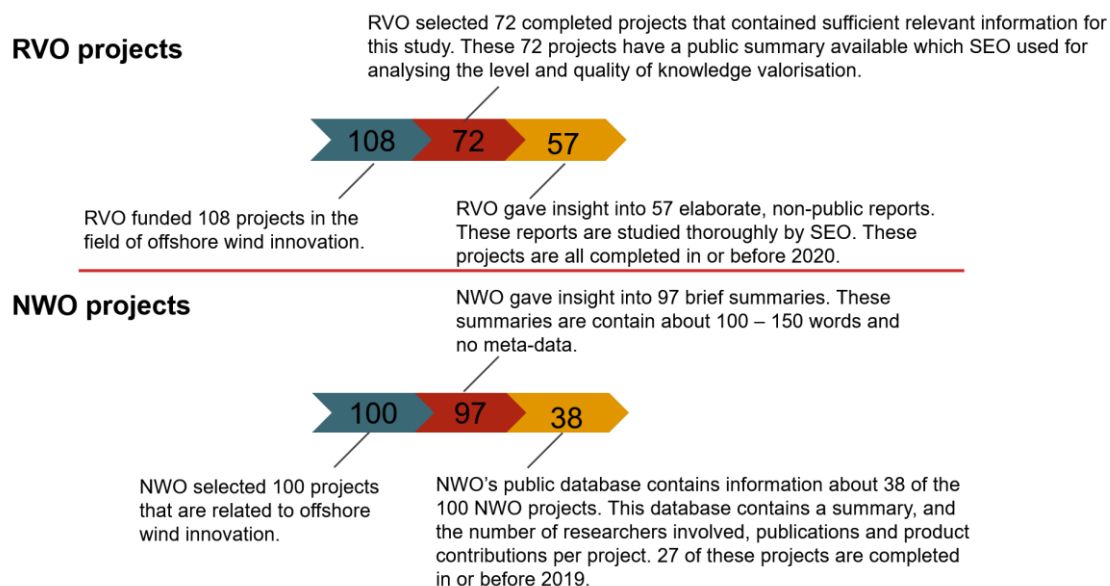 RVO projects
RVO selected 72 completed projects that contained sufficient relevant information for
this study. These 72 projects have a public summary available which SEO used for
analysing the level and quality of knowledge valorisation.
108
72
57
RVO funded 108 projects in the
field of offshore wind innovation.
RVO gave insight into 57 elaborate, non-public reports.
These reports are studied thoroughly by SEO. These
projects are all completed in or before 2020.
NWO projects
NWO gave insight into 97 brief summaries. These
summaries are contain about 100 – 150 words and
no meta-data.
100
97
38
NWO selected 100 projects
that are related to offshore
wind innovation.
NWO's public database contains information about 38 of the
100 NWO projects. This database contains a summary, and
the number of researchers involved, publications and product
contributions per project. 27 of these projects are completed
in or before 2019.